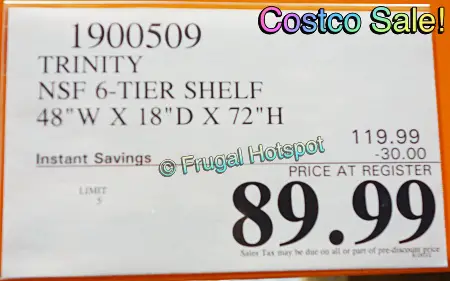 Costco Sale!
1900509
TRINITY
NSF 6-TIER SHELF
48"W X 18"D X 72"H
119.99
Instant Savings
-30.00
© Frugal Hotspot
PRICE AT REGISTER
LIMIT
5
89.99
Sales Tax may be due on all or part of pre-discount price